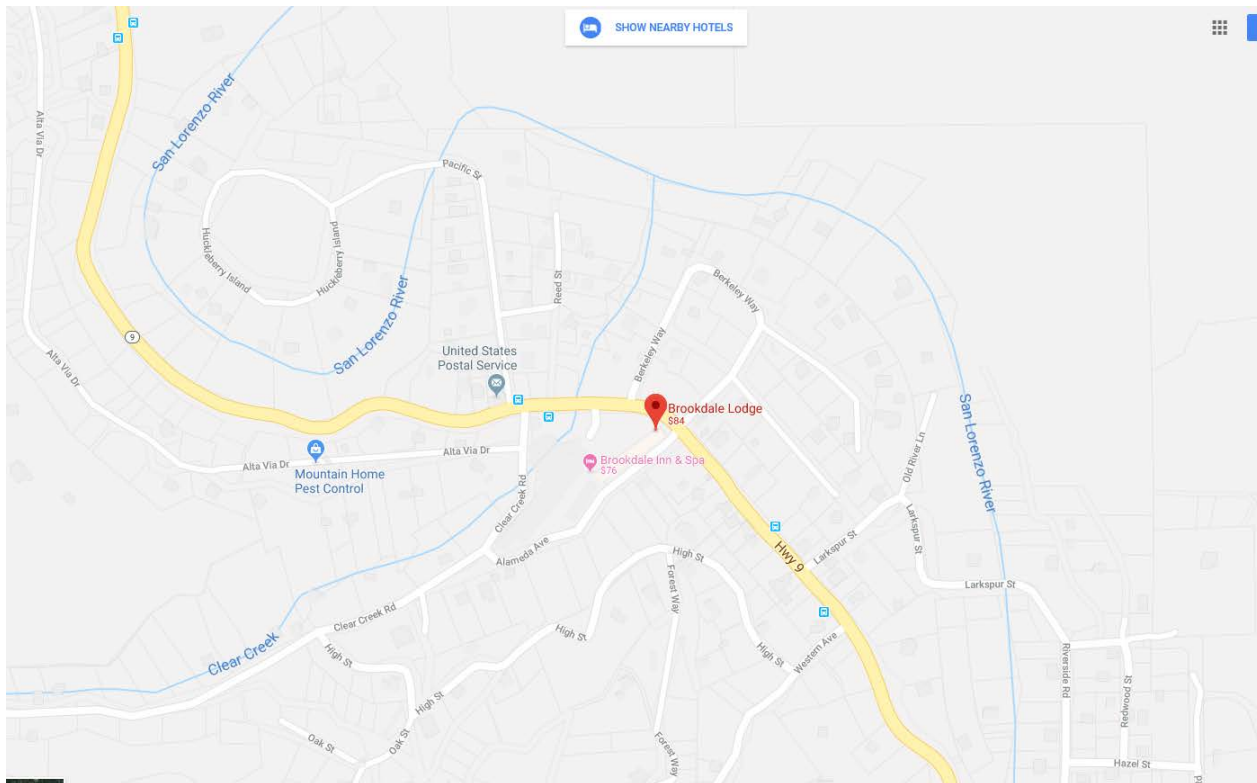 SHOW NEARBY HOTELS
San Lorenzo River
Alta Via Dr
Pacific St
Huckleberry Island
Huckleberry Island
Reed St
Berkeley Way
San Lorenzo River
9
Berkeley Way
United States
Postal Service
Alta Via Dr
Brookdale Lodge
$84
San Lorenzo River
Old River Ln
Alta Via Dr
Alta Via Dr
Brookdale Inn & Spa
$76
Mountain Home
Pest Control
Clear Creek Rd
Larkspur St
Larkspur St
Alameda Ave
High St
Hwy 9
Forest Way
Larkspur St
Clear Creek Rd
High St
Clear Creek
High St
High St
Western Ave
Riverside Rd
Redwood St
High St
Oak St
Oak St
Forest Way
Hazel St